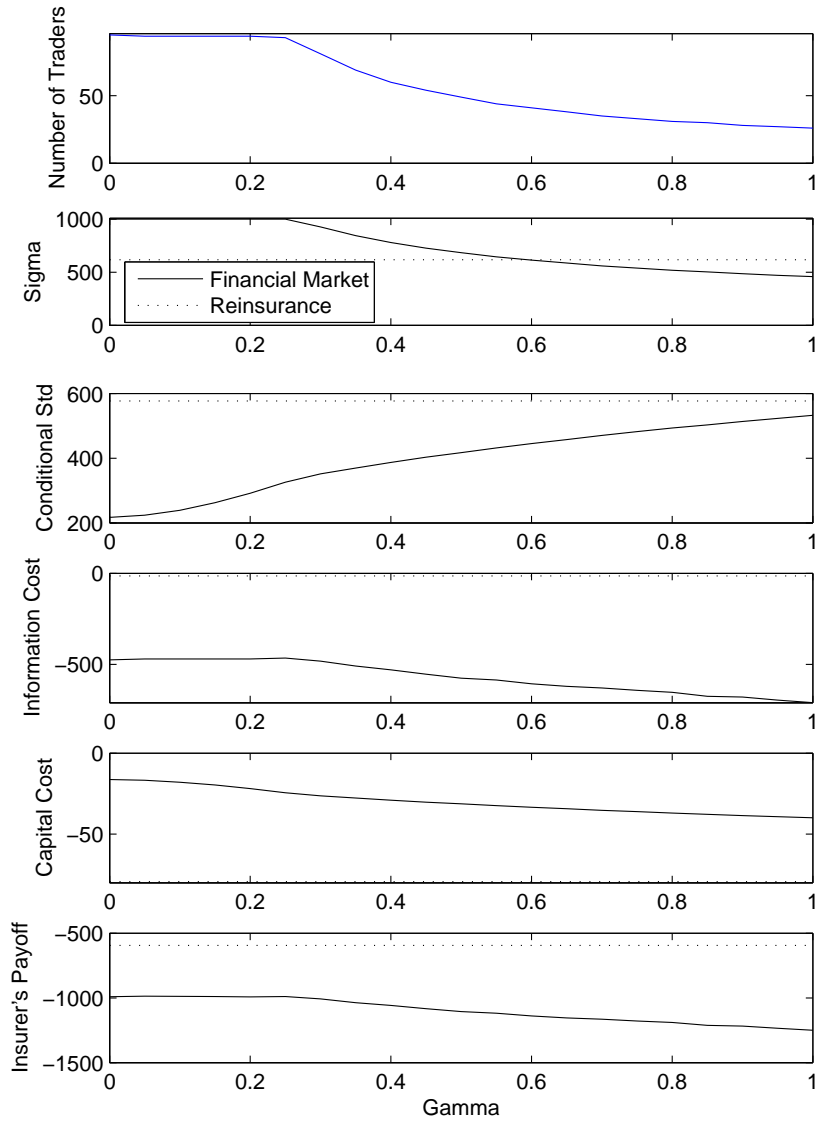 Number of Traders
50
0
0 0.2 0.4 0.6 0.8 1
Sigma
1000
500
0
Financial Market
Reinsurance
0 0.2 0.4 0.6 0.8 1
Conditional Std
600
400
200
0 0.2 0.4 0.6 0.8 1
Information Cost
0
−500
0 0.2 0.4 0.6 0.8 1
Capital Cost
0
−50
0 0.2 0.4 0.6 0.8 1
Insurer's Payoff
−500
−1000
−1500
0 0.2 0.4 0.6 0.8 1
Gamma